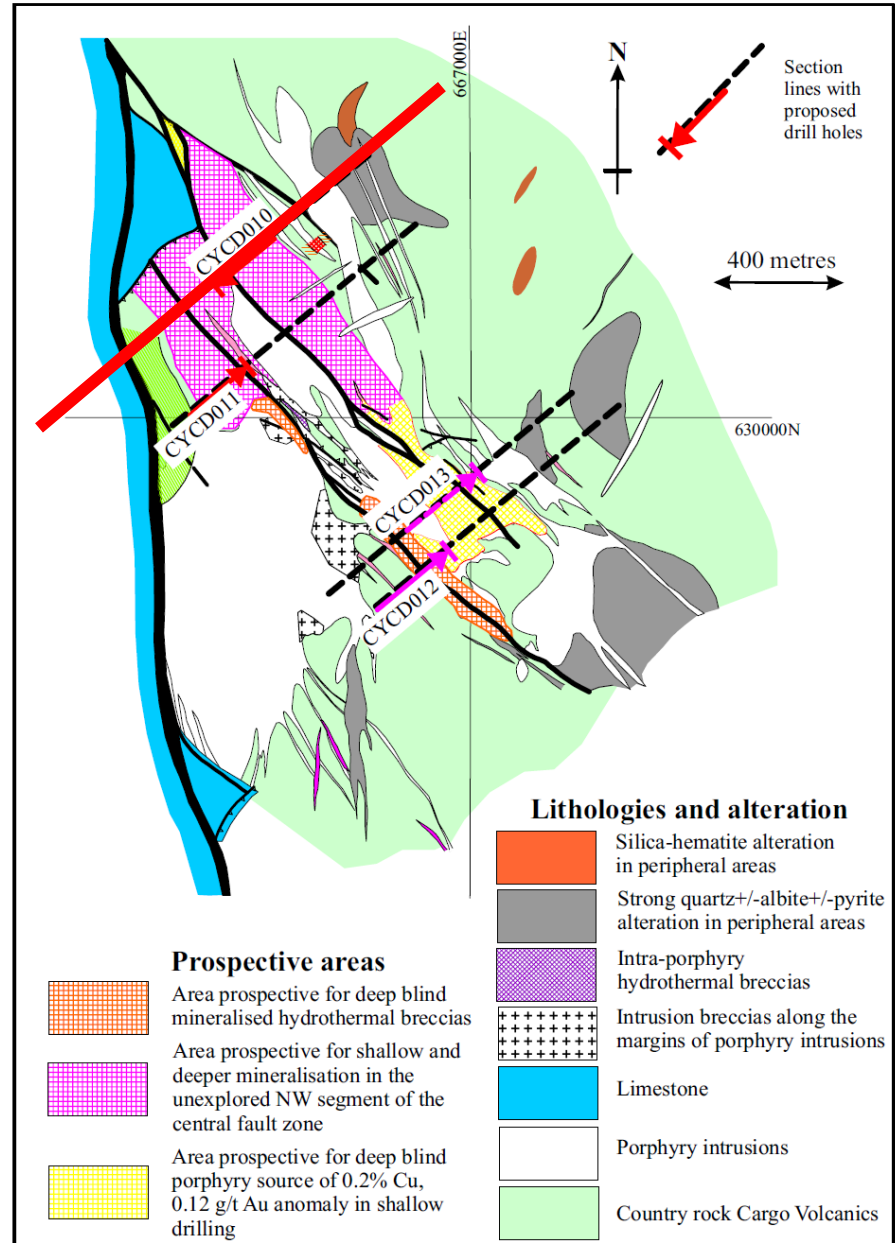 667000E
N
Section
lines with
proposed
drill holes
CYCD010
400 metres
CYCD011
630000N
CYCD013
CYCD012
Lithologies and alteration
Silica-hematite alteration
in peripheral areas
Strong quartz+/-albite+/-pyrite
alteration in peripheral areas
Intra-porphyry
hydrothermal breccias
Intrusion breccias along the
margins of porphyry intrusions
Limestone
Porphyry intrusions
Country rock Cargo Volcanics
Prospective areas
Area prospective for deep blind
mineralised hydrothermal breccias
Area prospective for shallow and
deeper mineralisation in the
unexplored NW segment of the
central fault zone
Area prospective for deep blind
porphyry source of 0.2% Cu,
0.12 g/t Au anomaly in shallow
drilling